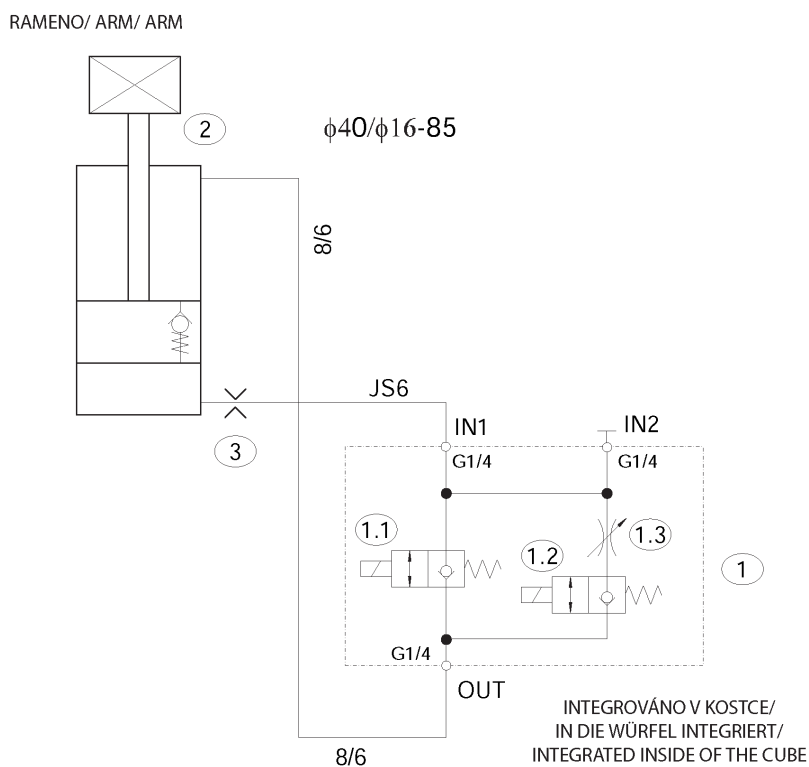 RAMENO/ ARM/ ARM
2
ϕ40/ϕ16-85
8/6
JS6
3
IN1
IN2
G1/4
G1/4
1.1
1.2
1.3
1
G1/4
OUT
8/6
INTEGROVÁNO V KOSTCE/
IN DIE WÜRFEL INTEGRIERT/
INTEGRATED INSIDE OF THE CUBE